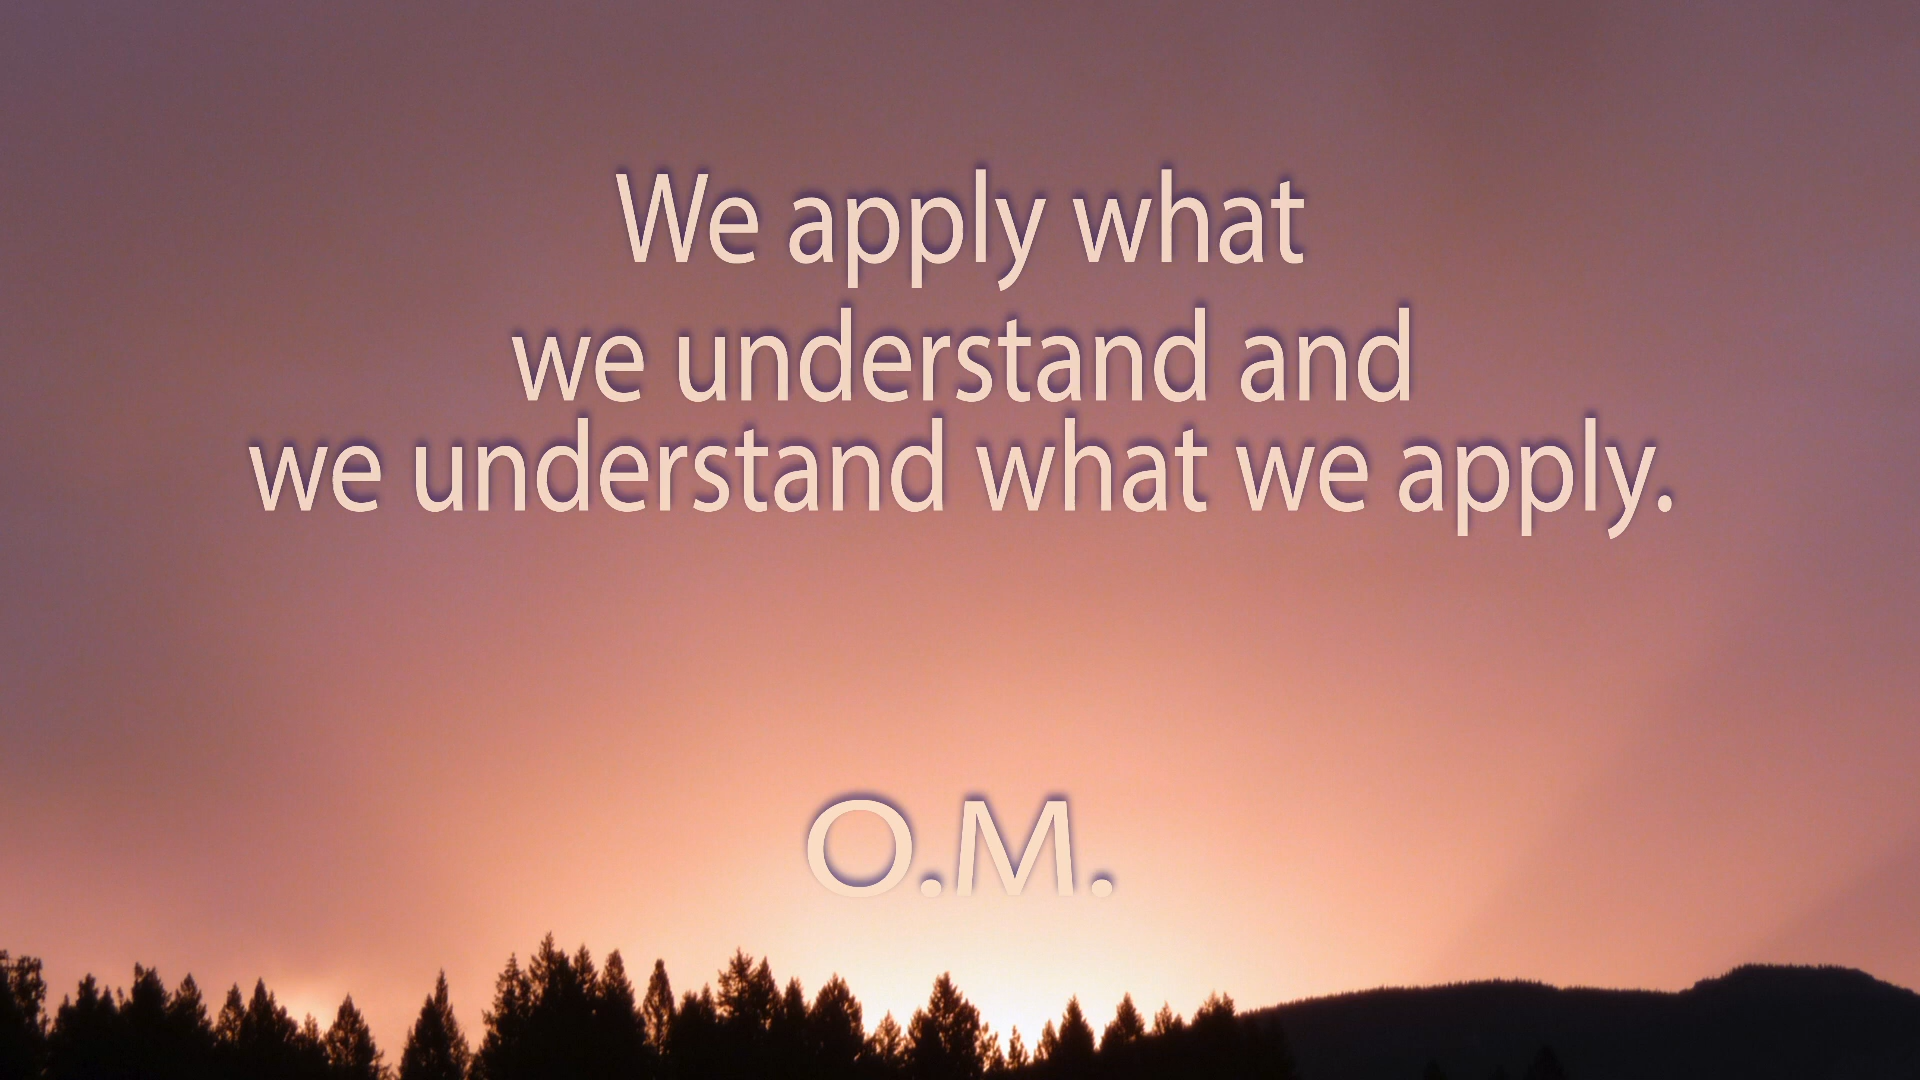 We apply what
we understand and
we understand what we apply.
O.M.